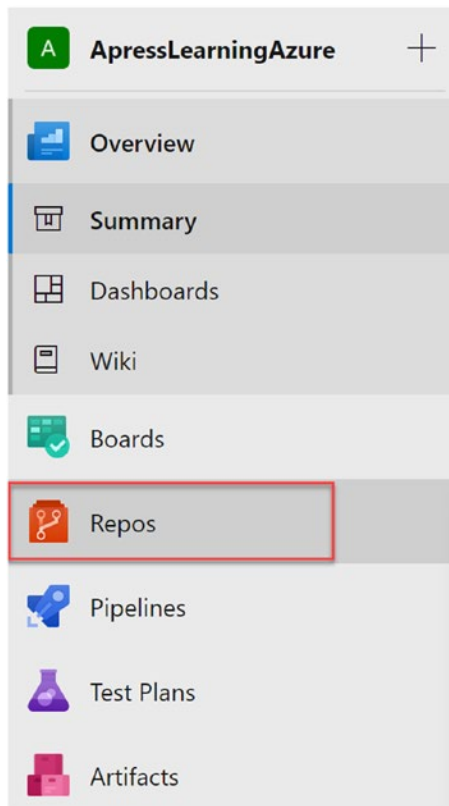 A ApressLearningAzure
Overview
Summary
Dashboards
Wiki
Boards
Repos
Pipelines
Test Plans
Artifacts